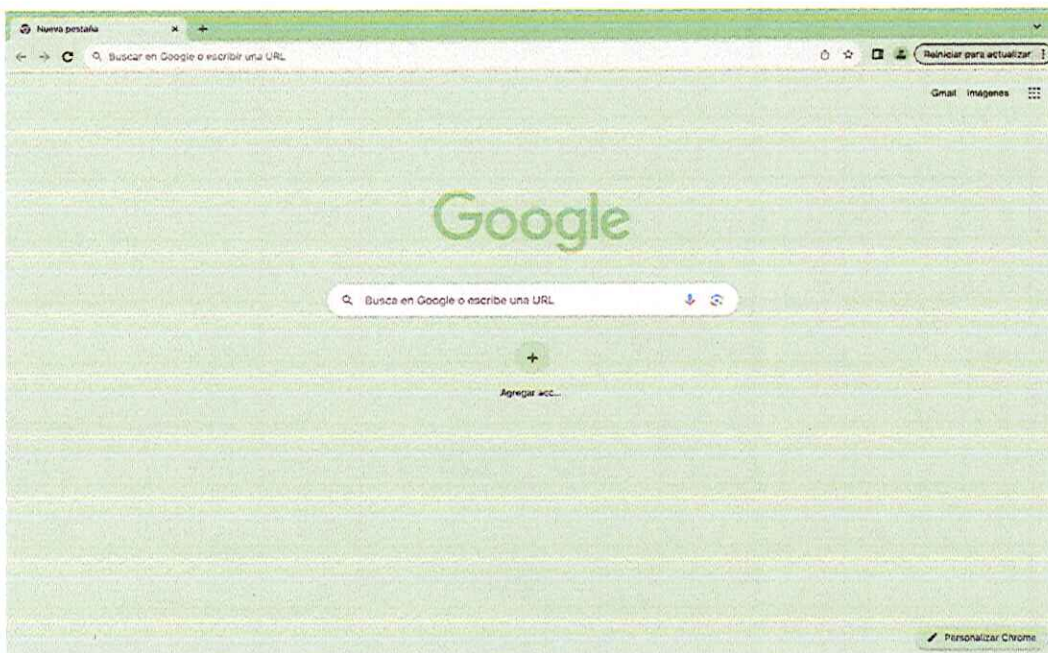 Nueva pestaña
Buscar en Google o escribir una URL
Reiniciar para actualizar
Gmail Imágenes
Google
Busca en Google o escribe una URL
Agregar acc...
Personalizar Chrome